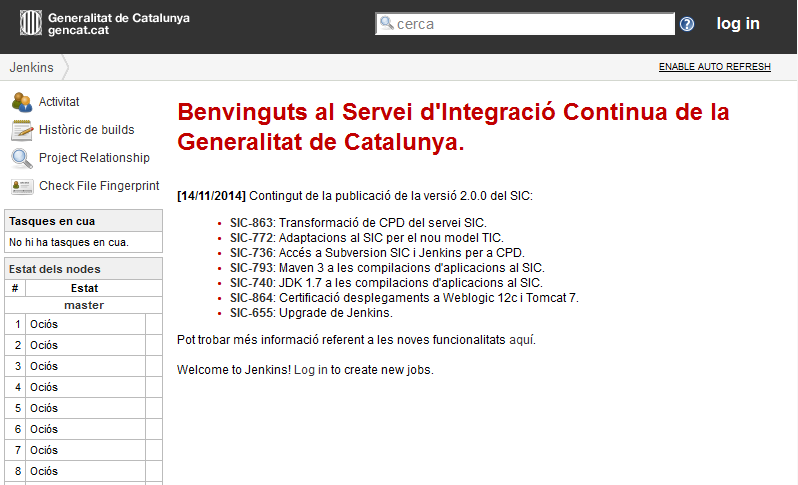 Generalitat de Catalunya
gencat.cat
cerca
log in
Jenkins
ENABLE AUTO REFRESH
Activitat
Històric de builds
Project Relationship
Check File Fingerprint
Tasques en cua
No hi ha tasques en cua.
Estat dels nodes
# Estat
master
1 Ociós
2 Ociós
3 Ociós
4 Ociós
5 Ociós
6 Ociós
7 Ociós
8 Ociós
Benvinguts al Servei d'Integració Continua de la
Generalitat de Catalunya.
[14/11/2014] Contingut de la publicació de la versió 2.0.0 del SIC:
• SIC-863: Transformació de CPD del servei SIC.
• SIC-772: Adaptacions al SIC per el nou model TIC.
• SIC-736: Accés a Subversion SIC i Jenkins per a CPD.
• SIC-793: Maven 3 a les compilacions d'aplicacions al SIC.
• SIC-740: JDK 1.7 a les compilacions d'aplicacions al SIC.
• SIC-864: Certificació desplegaments a Weblogic 12c i Tomcat 7.
• SIC-655: Upgrade de Jenkins.
Pot trobar més informació referent a les noves funcionalitats aquí.
Welcome to Jenkins! Log in to create new jobs.